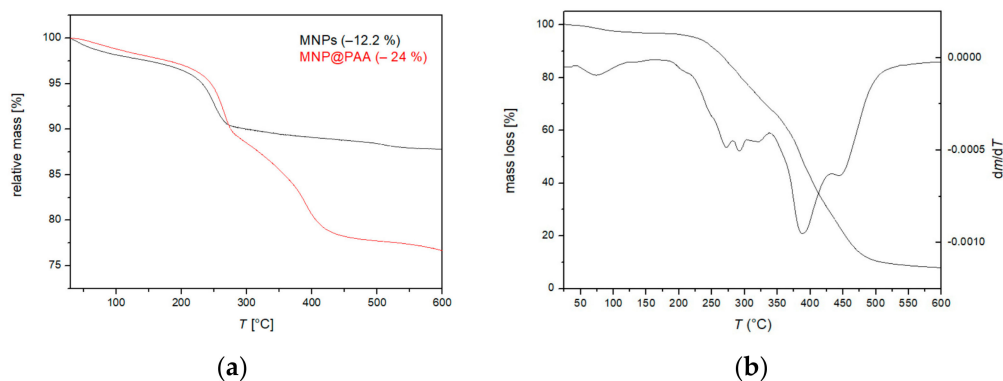 MNPs (–12.2 %)
MNP@PAA (– 24 %)
relative mass [%]
100
95
90
85
80
75
100 200 300 400 500 600
T [°C]
(a)
mass loss [%]
100
80
60
40
20
0
0.0000
-0.0005
-0.0010
dm/dT
50 100 150 200 250 300 350 400 450 500 550 600
T (°C)
(b)